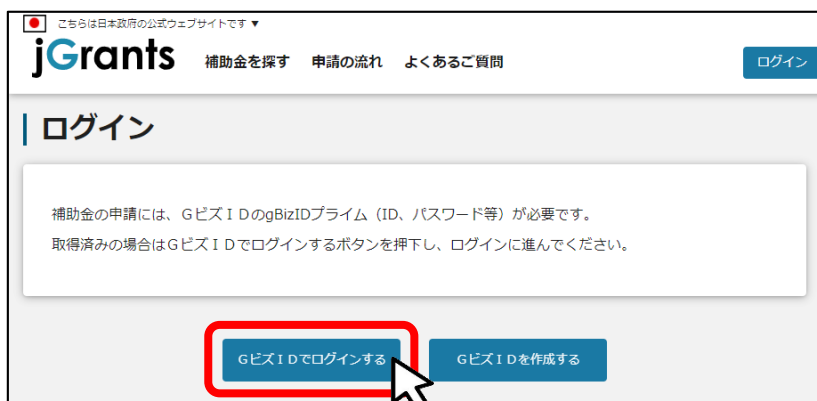 こちらは日本政府の公式ウェブサイトです ▼
jGrants 補助金を探す 申請の流れ よくあるご質問 ログイン
ログイン
補助金の申請には、GビズIDのgBizIDプライム(ID、パスワード等)が必要です。
取得済みの場合はGビズIDでログインするボタンを押下し、ログインに進んでください。
GビズIDでログインする GビズIDを作成する